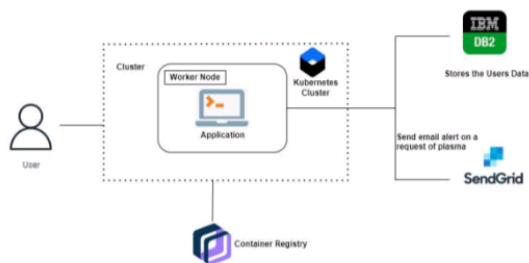 IBM
DB2
Stores the Users Data
Cluster
Worker Node
Kubernetes
Cluster
Application
User
Send email alert on a
request of plasma
SendGrid
Container Registry